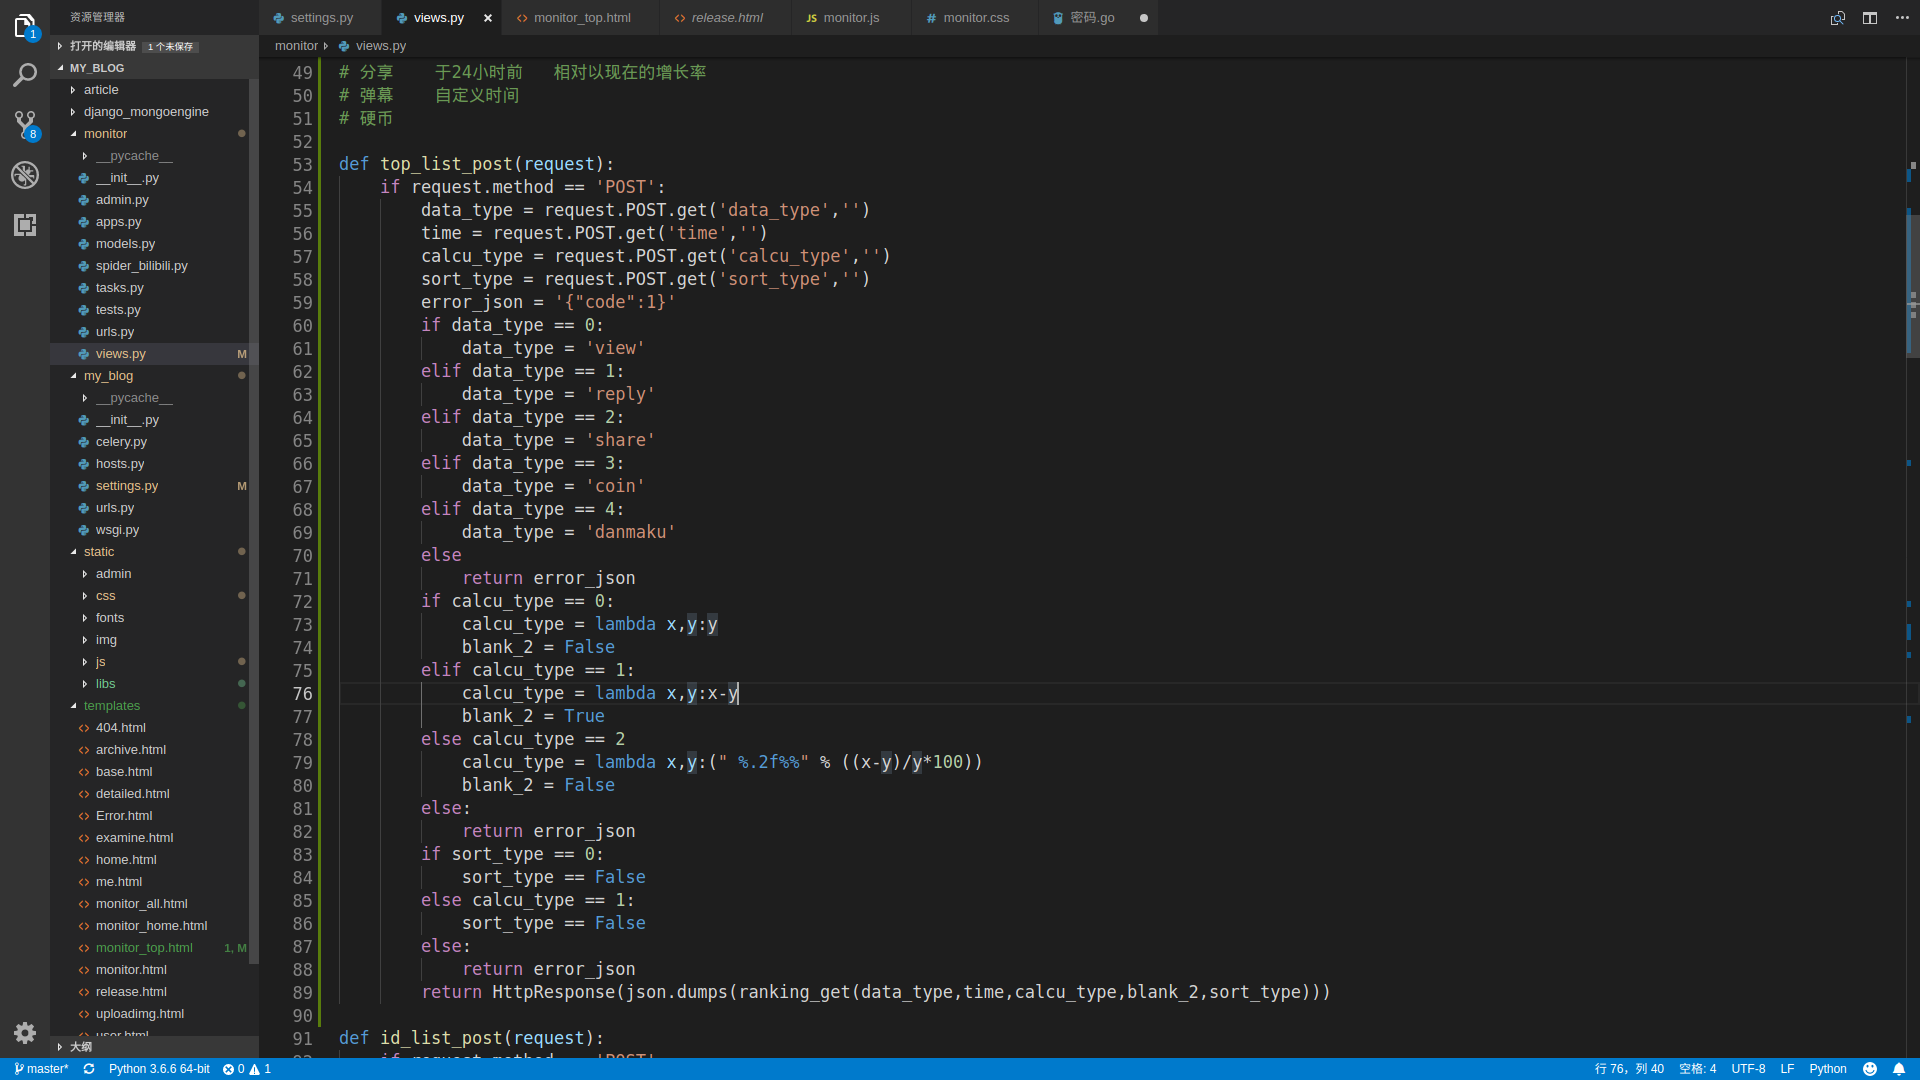 资源管理器
settings.py
views.py
monitor_top.html
release.html
JS monitor.js
# monitor.css
密码.go
1
打开的编辑器 1 个未保存
MY_BLOG
article
django_mongoengine
monitor
__pycache__
__init__.py
admin.py
apps.py
models.py
spider_bilibili.py
tasks.py
tests.py
urls.py
views.py M
my_blog
__pycache__
__init__.py
celery.py
hosts.py
settings.py M
urls.py
wsgi.py
static
admin
css
fonts
img
js
libs
templates
404.html
archive.html
base.html
detailed.html
Error.html
examine.html
home.html
me.html
monitor_all.html
monitor_home.html
monitor_top.html 1, M
monitor.html
release.html
uploadimg.html
user.html
大纲
8
monitor views.py
49 # 分享    于24小时前   相对以现在的增长率
50 # 弹幕    自定义时间
51 # 硬币
52
53 def top_list_post(request):
54     if request.method == 'POST':
55         data_type = request.POST.get('data_type','')
56         time = request.POST.get('time','')
57         calcu_type = request.POST.get('calcu_type','')
58         sort_type = request.POST.get('sort_type','')
59         error_json = '{"code":1}'
60         if data_type == 0:
61             data_type = 'view'
62         elif data_type == 1:
63             data_type = 'reply'
64         elif data_type == 2:
65             data_type = 'share'
66         elif data_type == 3:
67             data_type = 'coin'
68         elif data_type == 4:
69             data_type = 'danmaku'
70         else
71             return error_json
72         if calcu_type == 0:
73             calcu_type = lambda x,y:y
74             blank_2 = False
75         elif calcu_type == 1:
76             calcu_type = lambda x,y:x-y
77             blank_2 = True
78         else calcu_type == 2
79             calcu_type = lambda x,y:(" %.2f%%" % ((x-y)/y*100))
80             blank_2 = False
81         else:
82             return error_json
83         if sort_type == 0:
84             sort_type == False
85         else calcu_type == 1:
86             sort_type == False
87         else:
88             return error_json
89         return HttpResponse(json.dumps(ranking_get(data_type,time,calcu_type,blank_2,sort_type)))
90
91 def id_list_post(request):
92     if request.method == 'POST':
master* Python 3.6.6 64-bit 0 1 行 76，列 40 空格: 4 UTF-8 LF Python